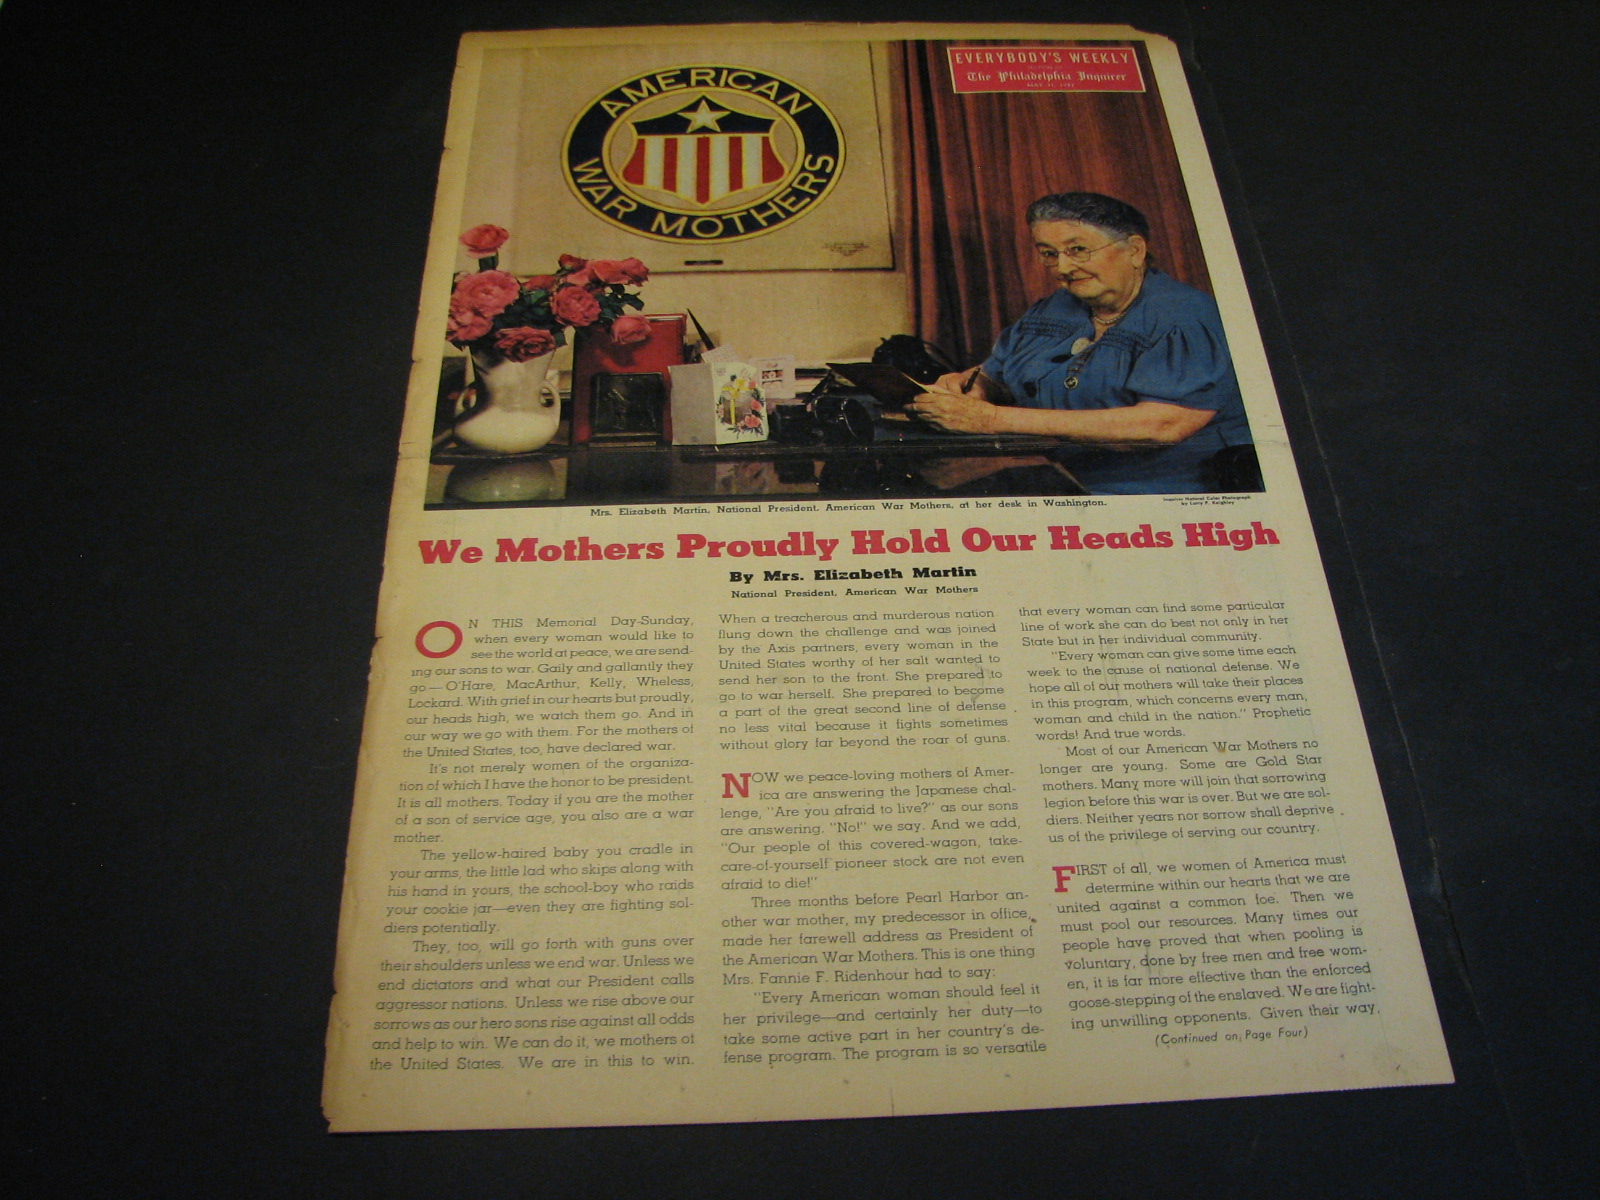 AMERICAN
WAR MOTHERS
EVERYBODY'S WEEKLY
The Philadelphia Inquirer
Inquirer Natural Color Photograph
Mrs. Elizabeth Martin, National President, American War Mothers, at her desk in Washington.
We Mothers Proudly Hold Our Heads High
By Mrs. Elizabeth Martin
National President, American War Mothers
ON THIS Memorial Day-Sunday,
when every woman would like to
see the world at peace, we are send-
ing our sons to war. Gaily and gallantly they
go—O'Hare, MacArthur, Kelly, Wheless,
Lockard. With grief in our hearts but proudly,
our heads high, we watch them go. And in
our way we go with them. For the mothers of
the United States, too, have declared war.
It's not merely women of the organiza-
tion of which I have the honor to be president.
It is all mothers. Today if you are the mother
of a son of service age, you also are a war
mother.
The yellow-haired baby you cradle in
your arms, the little lad who skips along with
his hand in yours, the school-boy who raids
your cookie jar—even they are fighting sol-
diers potentially.
They, too, will go forth with guns over
their shoulders unless we end war. Unless we
end dictators and what our President calls
aggressor nations. Unless we rise above our
sorrows as our hero sons rise against all odds
and help to win. We can do it, we mothers of
the United States. We are in this to win.
When a treacherous and murderous nation
flung down the challenge and was joined
by the Axis partners, every woman in the
United States worthy of her salt wanted to
send her son to the front. She prepared to
go to war herself. She prepared to become
a part of the great second line of defense
no less vital because it fights sometimes
without glory far beyond the roar of guns.
NOW we peace-loving mothers of Amer-
ica are answering the Japanese chal-
lenge, "Are you afraid to live?" as our sons
are answering. "No!" we say. And we add,
"Our people of this covered-wagon, take-
care-of-yourself pioneer stock are not even
afraid to die!"
Three months before Pearl Harbor an-
other war mother, my predecessor in office,
made her farewell address as President of
the American War Mothers. This is one thing
Mrs. Fannie F. Ridenhour had to say:
"Every American woman should feel it
her privilege—and certainly her duty—to
take some active part in her country's de-
fense program. The program is so versatile
that every woman can find some particular
line of work she can do best not only in her
State but in her individual community.
"Every woman can give some time each
week to the cause of national defense. We
hope all of our mothers will take their places
in this program, which concerns every man,
woman and child in the nation." Prophetic
words! And true words.
Most of our American War Mothers no
longer are young. Some are Gold Star
mothers. Many more will join that sorrowing
legion before this war is over. But we are sol-
diers. Neither years nor sorrow shall deprive
us of the privilege of serving our country.
FIRST of all, we women of America must
determine within our hearts that we are
united against a common foe. Then we
must pool our resources. Many times our
people have proved that when pooling is
voluntary, done by free men and free wom-
en, it is far more effective than the enforced
goose-stepping of the enslaved. We are fight-
ing unwilling opponents. Given their way,
(Continued on Page Four)